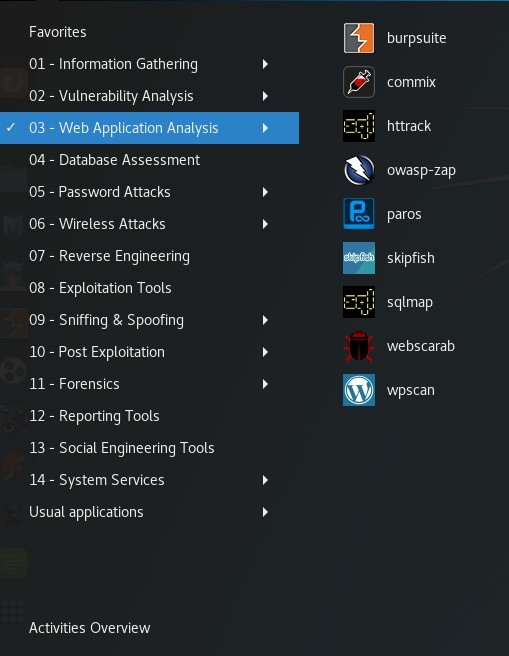 Favorites
01 - Information Gathering
02 - Vulnerability Analysis
03 - Web Application Analysis
04 - Database Assessment
05 - Password Attacks
06 - Wireless Attacks
07 - Reverse Engineering
08 - Exploitation Tools
09 - Sniffing & Spoofing
10 - Post Exploitation
11 - Forensics
12 - Reporting Tools
13 - Social Engineering Tools
14 - System Services
Usual applications
Activities Overview
burpsuite
commix
sql
httrack
owasp-zap
P
paros
skipfish
skipfish
sql
sqlmap
webscarab
W
wpscan